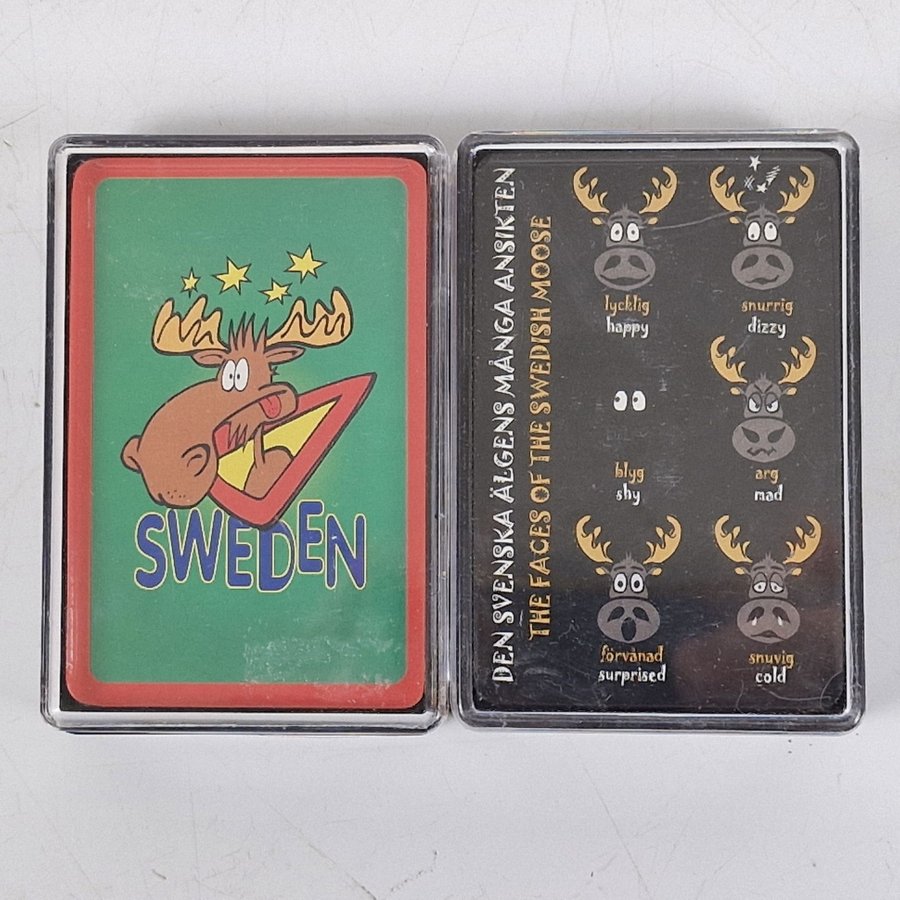 SWEDEN
DEN SVENSKA ÄLGENS MÅNGA ANSIKTEN
THE FACES OF THE SWEDISH MOOSE
lycklig
happy
snurrig
dizzy
blyg
shy
arg
mad
förvånad
surprised
snuvig
cold